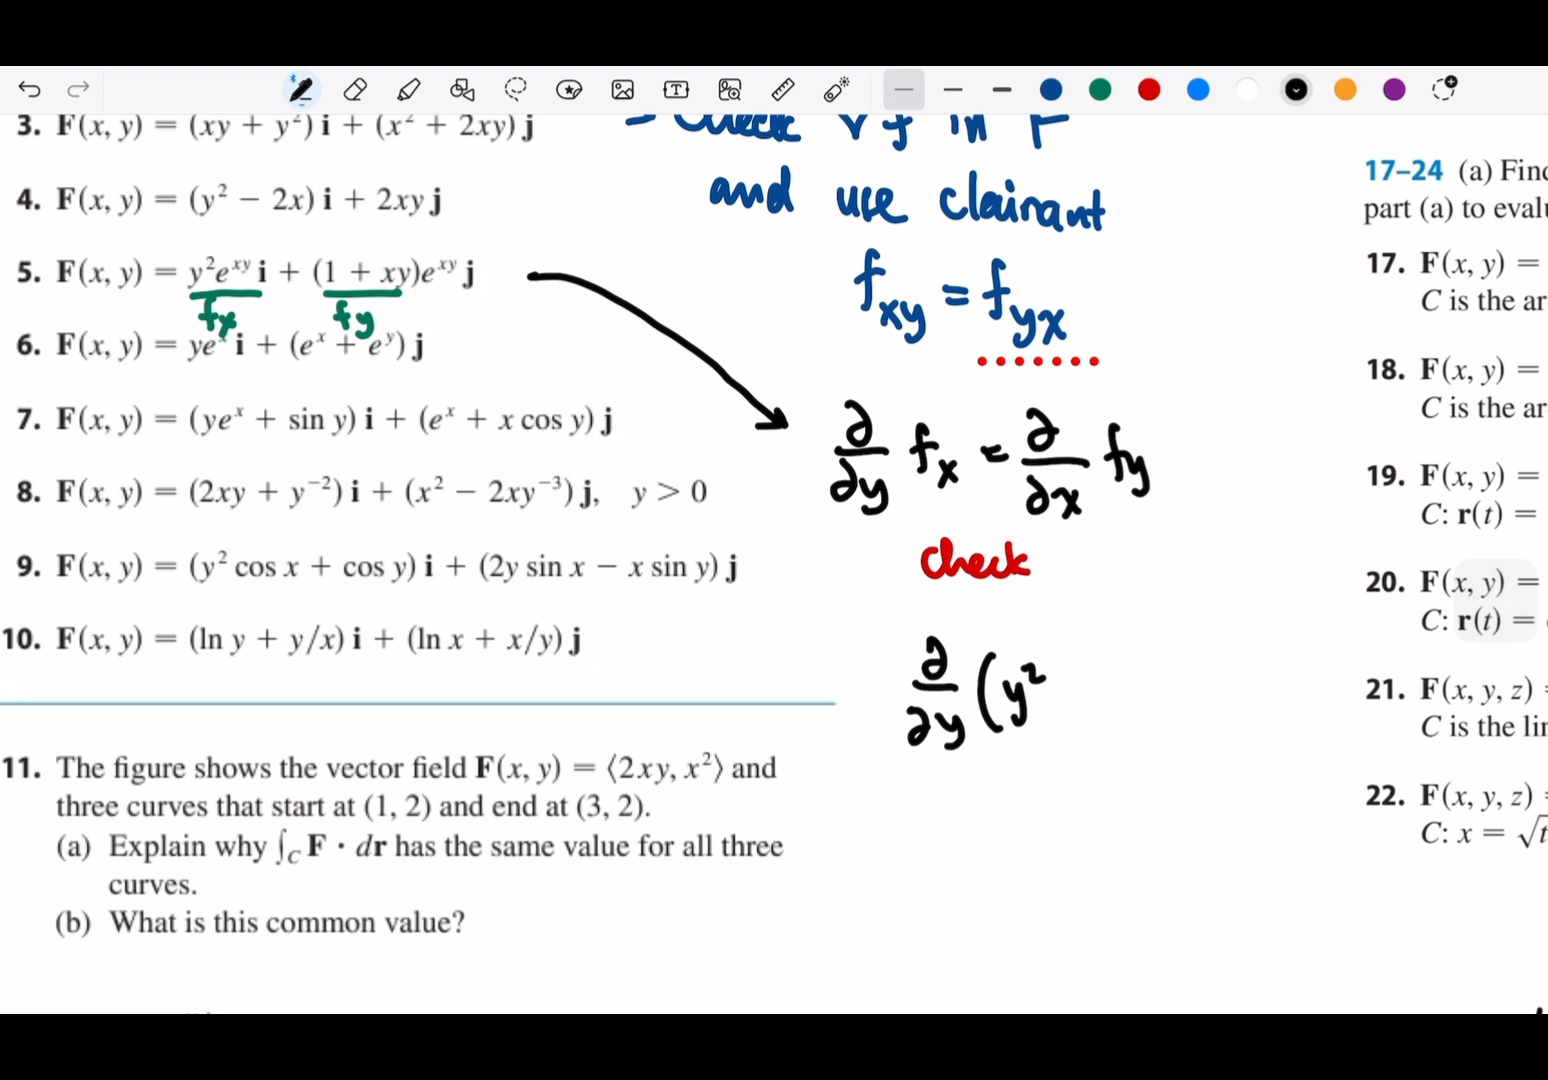 3. F(x, y) = (xy + y²) i + (x² + 2xy) j
4. F(x, y) = (y² − 2x) i + 2xy j
5. F(x, y) = y²eˣʸ i + (1 + xy)eˣʸ j
fx fy
6. F(x, y) = yeˣ i + (eˣ + eʸ) j
7. F(x, y) = (yeˣ + sin y) i + (eˣ + x cos y) j
8. F(x, y) = (2xy + y⁻²) i + (x² − 2xy⁻³) j, y > 0
9. F(x, y) = (y² cos x + cos y) i + (2y sin x − x sin y) j
10. F(x, y) = (ln y + y/x) i + (ln x + x/y) j
11. The figure shows the vector field F(x, y) = ⟨2xy, x²⟩ and
three curves that start at (1, 2) and end at (3, 2).
(a) Explain why ∫C F · dr has the same value for all three
curves.
(b) What is this common value?
– check ∇f in F
and use clairant
fxy = fyx
∂/∂y fx = ∂/∂x fy
check
∂/∂y (y²
17–24 (a) Find
part (a) to eval
17. F(x, y) =
C is the ar
18. F(x, y) =
C is the ar
19. F(x, y) =
C: r(t) =
20. F(x, y) =
C: r(t) =
21. F(x, y, z) =
C is the lin
22. F(x, y, z) =
C: x = √t